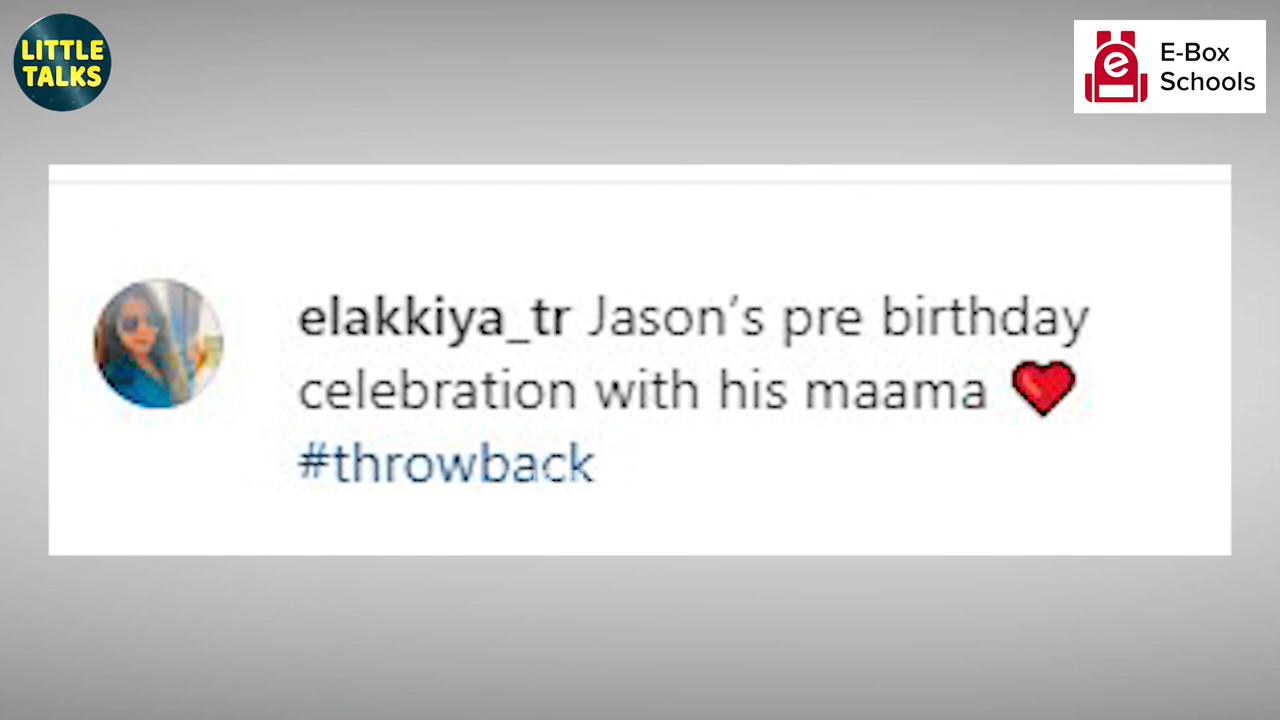 LITTLE
TALKS
E-Box
Schools
elakkiya_tr Jason's pre birthday
celebration with his maama ❤️
#throwback